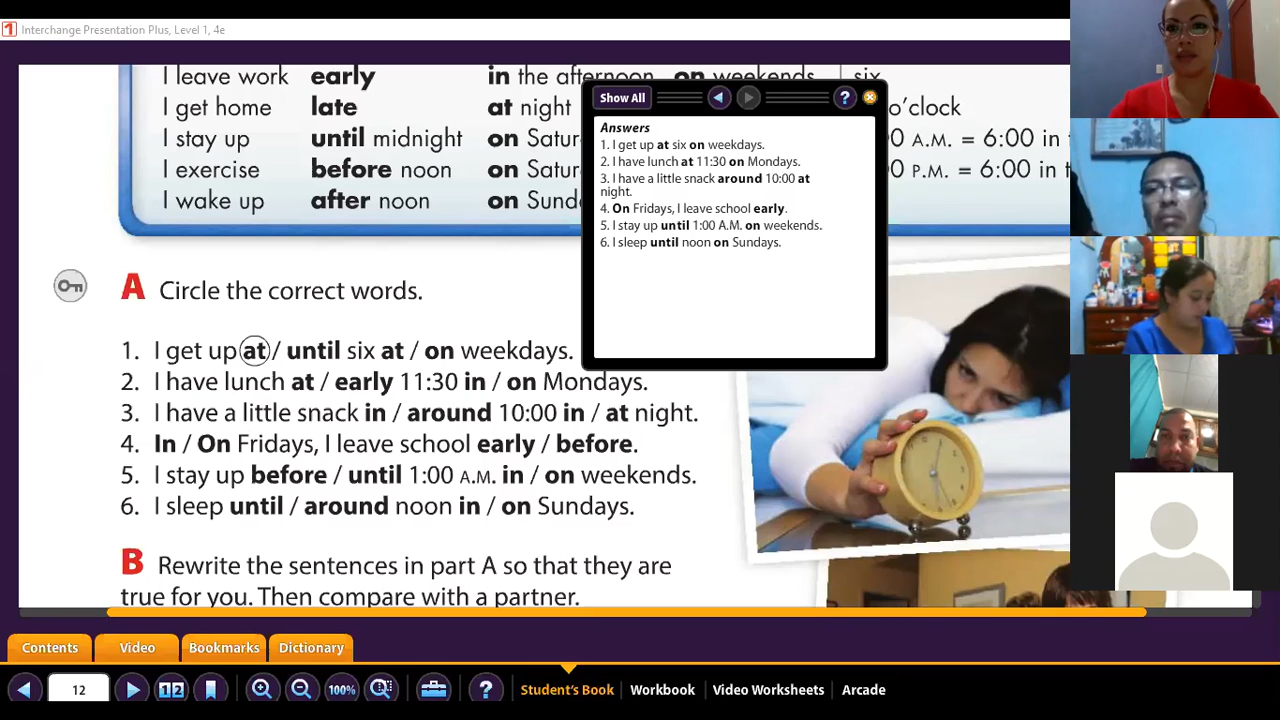 Interchange Presentation Plus, Level 1, 4e
I leave work early in the afternoon on weekends six
I get home late at night o'clock
I stay up until midnight on A.M. = 6:00 in
I exercise before noon on P.M. = 6:00 in
I wake up after noon on
Show All ?
Answers
1. I get up at six on weekdays.
2. I have lunch at 11:30 on Mondays.
3. I have a little snack around 10:00 at
night.
4. On Fridays, I leave school early.
5. I stay up until 1:00 A.M. on weekends.
6. I sleep until noon on Sundays.
A Circle the correct words.
1. I get up at / until six at / on weekdays.
2. I have lunch at / early 11:30 in / on Mondays.
3. I have a little snack in / around 10:00 in / at night.
4. In / On Fridays, I leave school early / before.
5. I stay up before / until 1:00 A.M. in / on weekends.
6. I sleep until / around noon in / on Sundays.
B Rewrite the sentences in part A so that they are
true for you. Then compare with a partner.
Contents Video Bookmarks Dictionary
12 12 100% ? Student's Book Workbook Video Worksheets Arcade